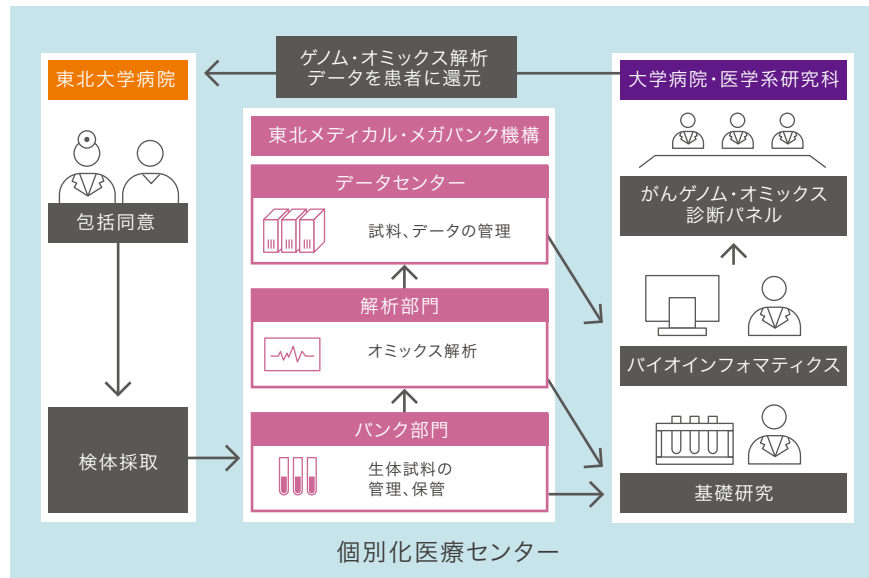 ゲノム・オミックス解析
データを患者に還元
東北大学病院
包括同意
検体採取
東北メディカル・メガバンク機構
データセンター
試料、データの管理
解析部門
オミックス解析
バンク部門
生体試料の
管理、保管
大学病院・医学系研究科
がんゲノム・オミックス
診断パネル
バイオインフォマティクス
基礎研究
個別化医療センター